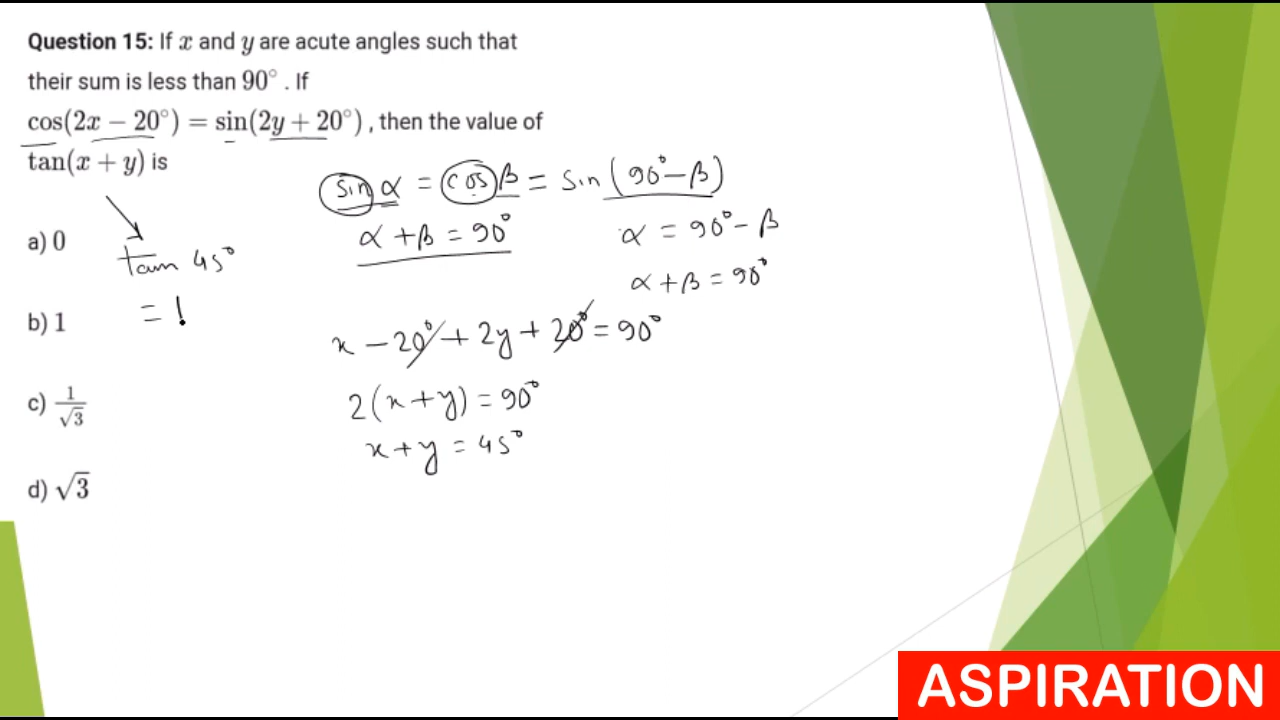 Question 15: If x and y are acute angles such that
their sum is less than 90° . If
cos(2x − 20°) = sin(2y + 20°) , then the value of
tan(x + y) is
sin α = cos β = sin (90° − β)
α + β = 90°
α = 90° − β
α + β = 90°
a) 0
tan 45°
= 1
b) 1
x − 20° + 2y + 20° = 90°
c) 1/√3
2(x + y) = 90°
x + y = 45°
d) √3
ASPIRATION